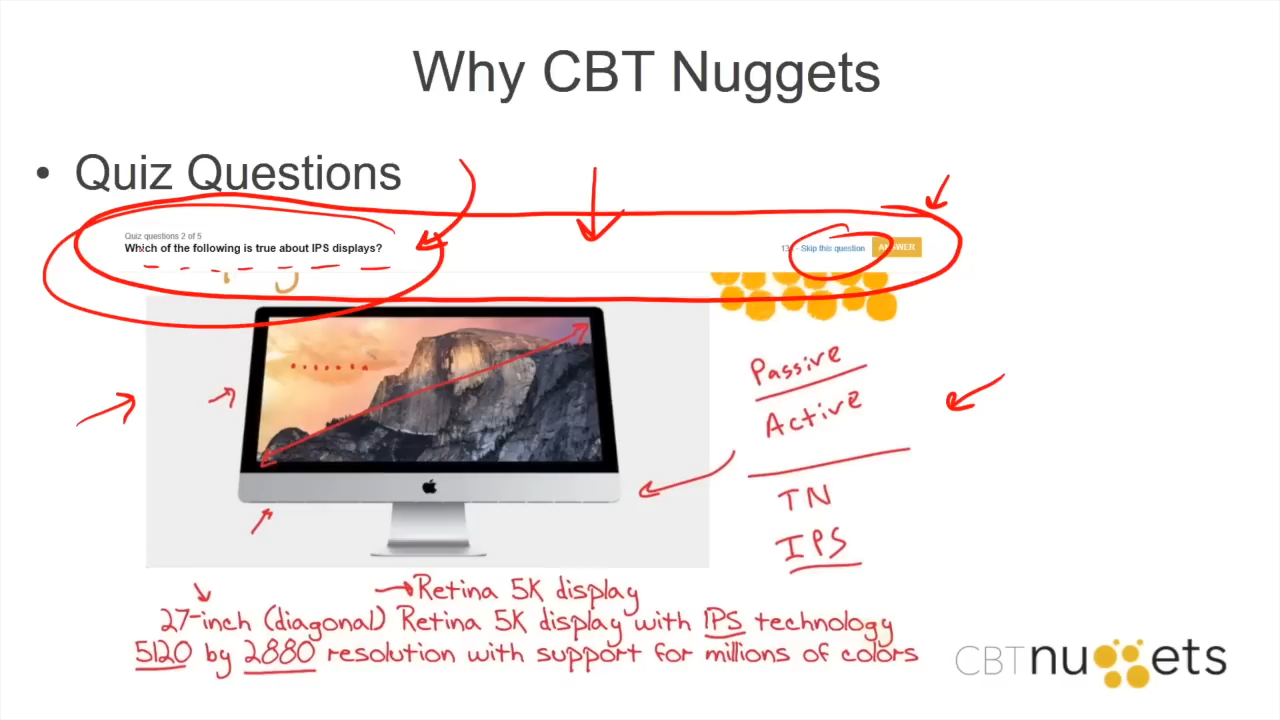 Why CBT Nuggets
• Quiz Questions
Quiz questions 2 of 5
Which of the following is true about IPS displays?
Skip this question
ANSWER
Passive
Active
TN
IPS
Retina 5K display
27-inch (diagonal) Retina 5K display with IPS technology
5120 by 2880 resolution with support for millions of colors
CBT nuggets